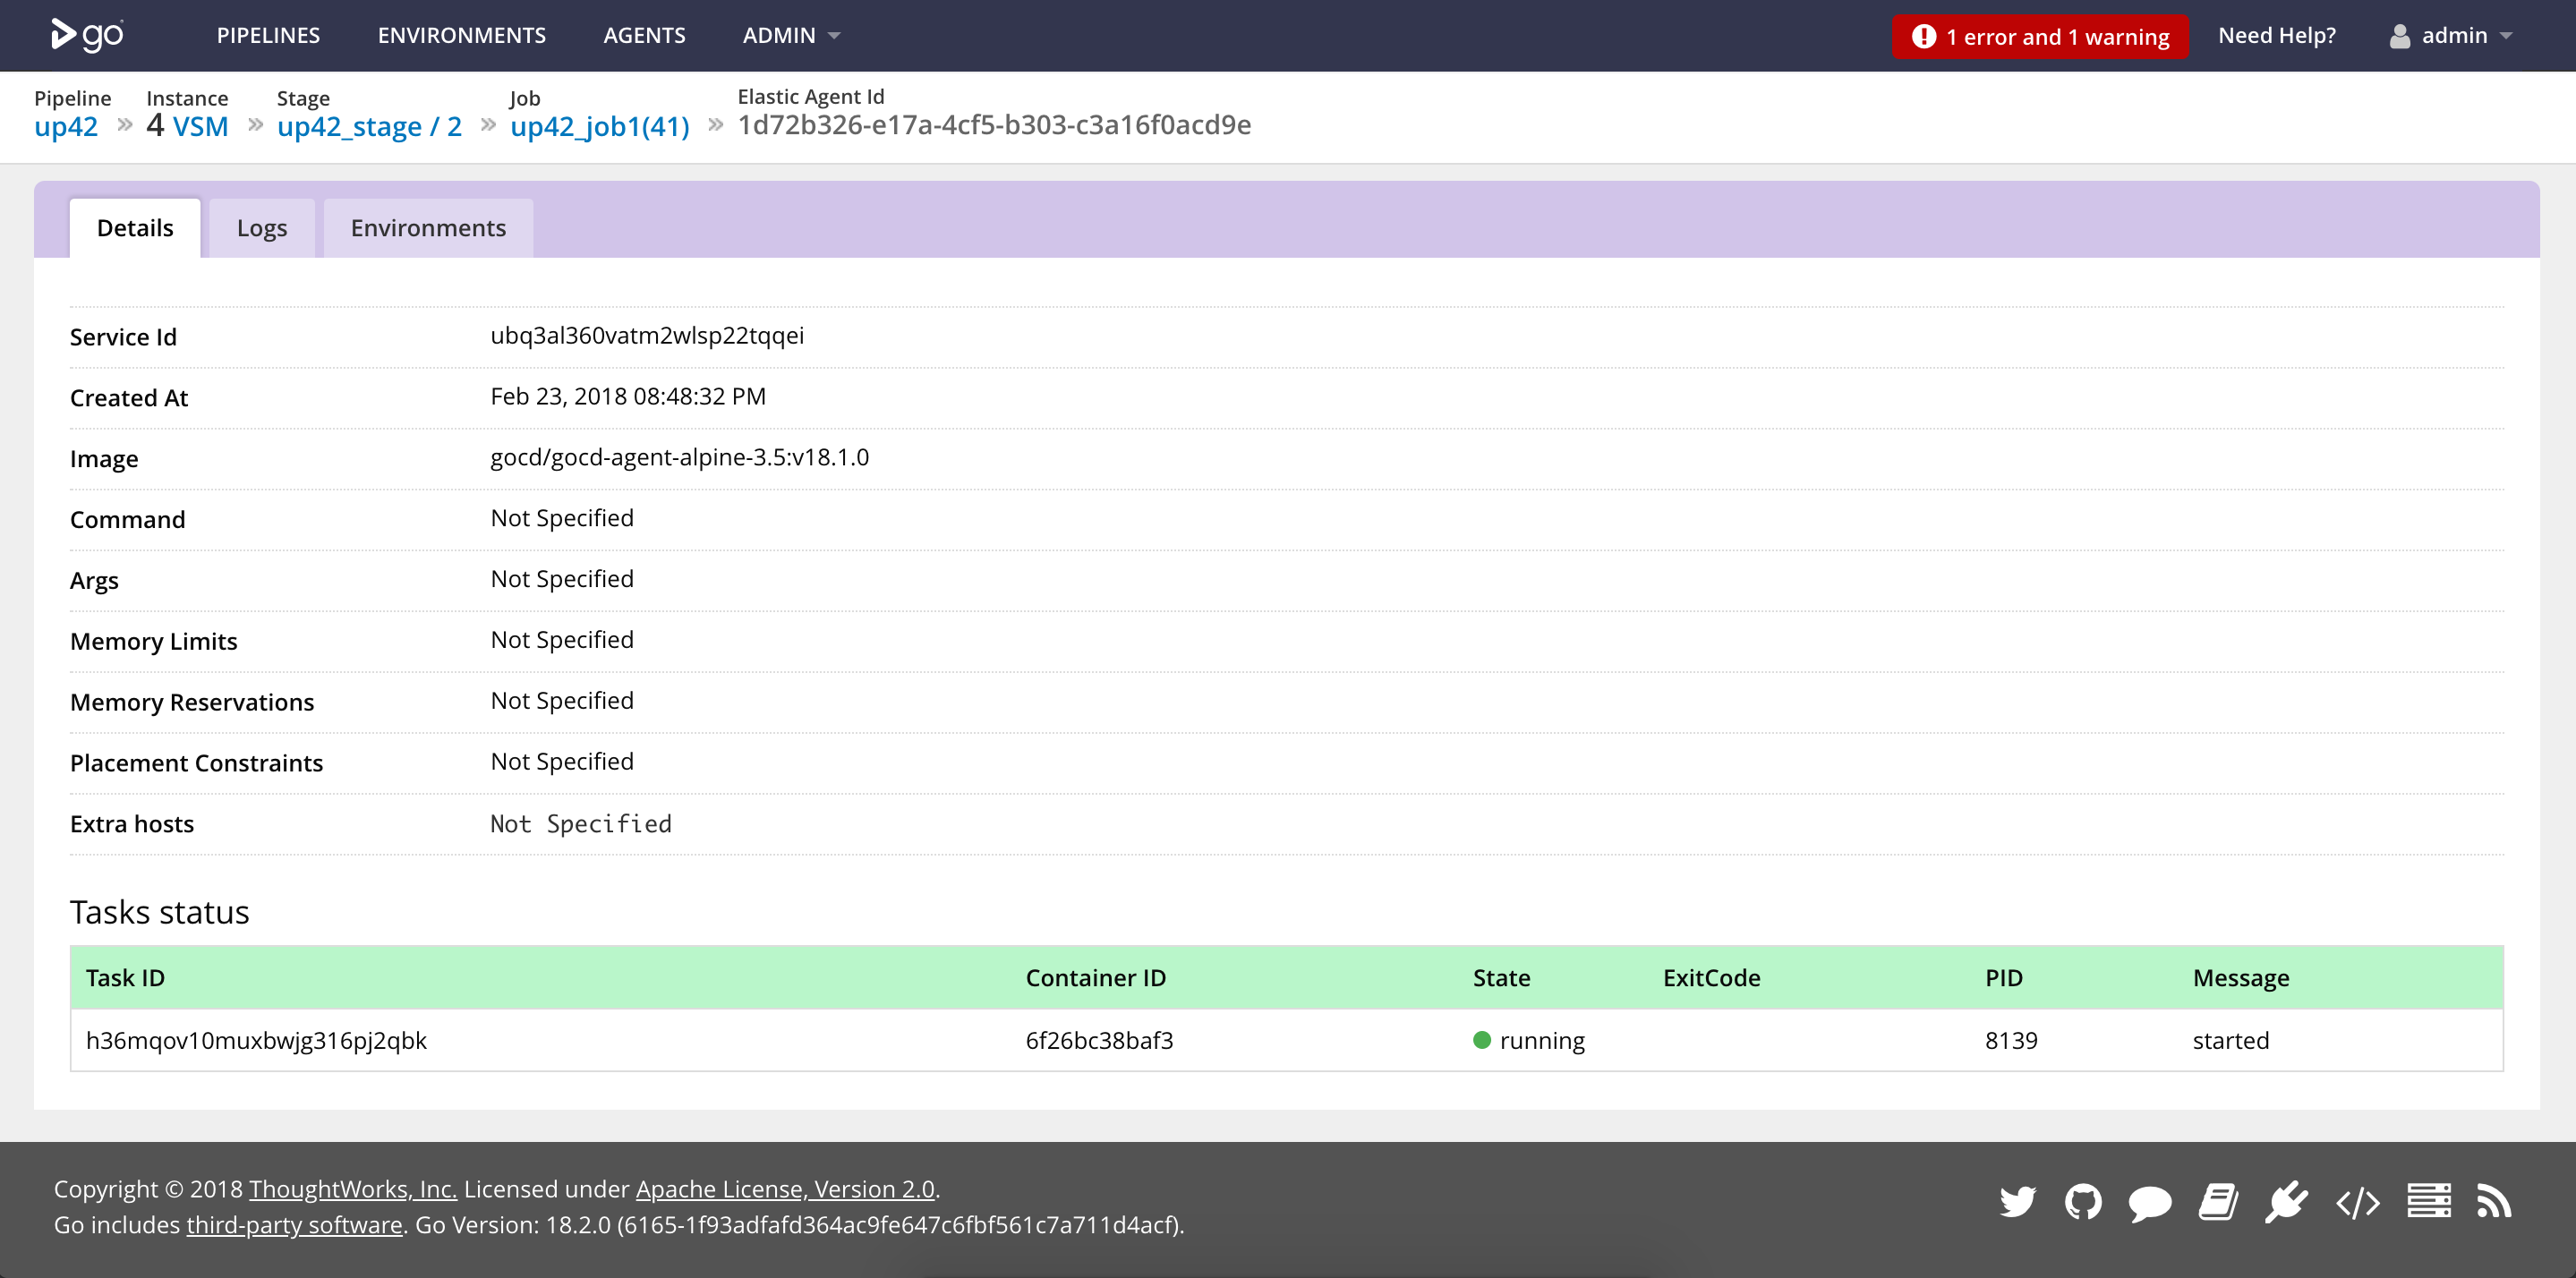 go PIPELINES ENVIRONMENTS AGENTS ADMIN 1 error and 1 warning Need Help? admin
Pipeline Instance Stage Job Elastic Agent Id
up42 » 4 VSM » up42_stage / 2 » up42_job1(41) » 1d72b326-e17a-4cf5-b303-c3a16f0acd9e
Details Logs Environments
Service Id ubq3al360vatm2wlsp22tqqei
Created At Feb 23, 2018 08:48:32 PM
Image gocd/gocd-agent-alpine-3.5:v18.1.0
Command Not Specified
Args Not Specified
Memory Limits Not Specified
Memory Reservations Not Specified
Placement Constraints Not Specified
Extra hosts Not Specified
Tasks status
Task ID Container ID State ExitCode PID Message
h36mqov10muxbwjg316pj2qbk 6f26bc38baf3 running 8139 started
Copyright © 2018 ThoughtWorks, Inc. Licensed under Apache License, Version 2.0.
Go includes third-party software. Go Version: 18.2.0 (6165-1f93adfafd364ac9fe647c6fbf561c7a711d4acf).